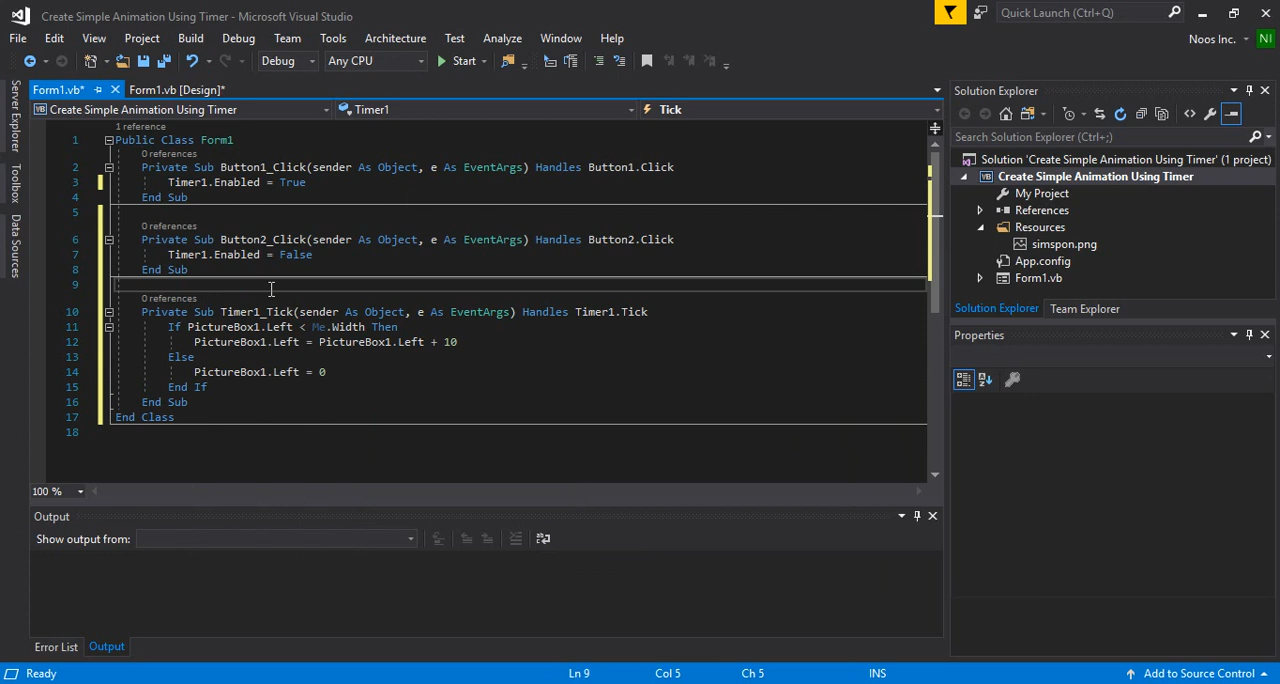 Create Simple Animation Using Timer - Microsoft Visual Studio
Quick Launch (Ctrl+Q)
File Edit View Project Build Debug Team Tools Architecture Test Analyze Window Help
Noos Inc. NI
Debug Any CPU Start
Server Explorer
Toolbox
Data Sources
Form1.vb* Form1.vb [Design]*
Create Simple Animation Using Timer Timer1 Tick
1 reference
1 Public Class Form1
0 references
2 Private Sub Button1_Click(sender As Object, e As EventArgs) Handles Button1.Click
3 Timer1.Enabled = True
4 End Sub
5
0 references
6 Private Sub Button2_Click(sender As Object, e As EventArgs) Handles Button2.Click
7 Timer1.Enabled = False
8 End Sub
9
0 references
10 Private Sub Timer1_Tick(sender As Object, e As EventArgs) Handles Timer1.Tick
11 If PictureBox1.Left < Me.Width Then
12 PictureBox1.Left = PictureBox1.Left + 10
13 Else
14 PictureBox1.Left = 0
15 End If
16 End Sub
17 End Class
18
100 %
Output
Show output from:
Error List Output
Solution Explorer
Search Solution Explorer (Ctrl+;)
Solution 'Create Simple Animation Using Timer' (1 project)
VB Create Simple Animation Using Timer
My Project
References
Resources
simspon.png
App.config
Form1.vb
Solution Explorer Team Explorer
Properties
Ready Ln 9 Col 5 Ch 5 INS Add to Source Control